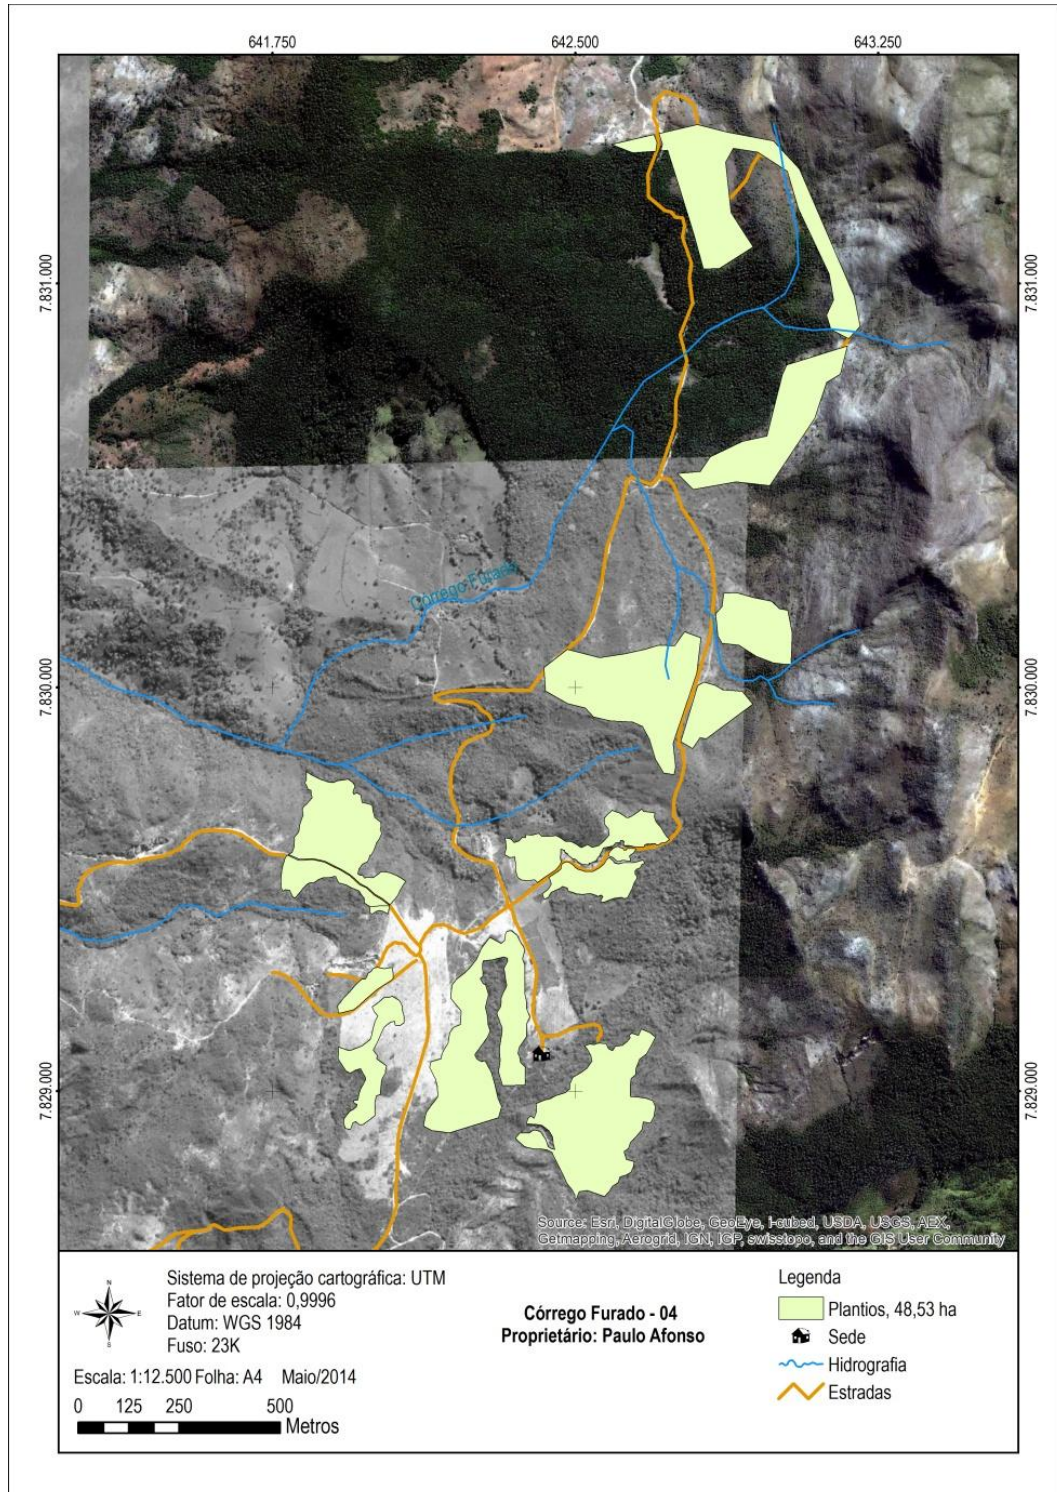 641.750 642.500 643.250
7.831.000 7.831.000
Córrego Furado
7.830.000 7.830.000
7.829.000 7.829.000
Source: Esri, DigitalGlobe, GeoEye, i-cubed, USDA, USGS, AEX,
Getmapping, Aerogrid, IGN, IGP, swisstopo, and the GIS User Community
N
W E
S
Sistema de projeção cartográfica: UTM
Fator de escala: 0,9996
Datum: WGS 1984
Fuso: 23K
Escala: 1:12.500 Folha: A4 Maio/2014
0 125 250 500
Metros
Córrego Furado - 04
Proprietário: Paulo Afonso
Legenda
Plantios, 48,53 ha
Sede
Hidrografia
Estradas